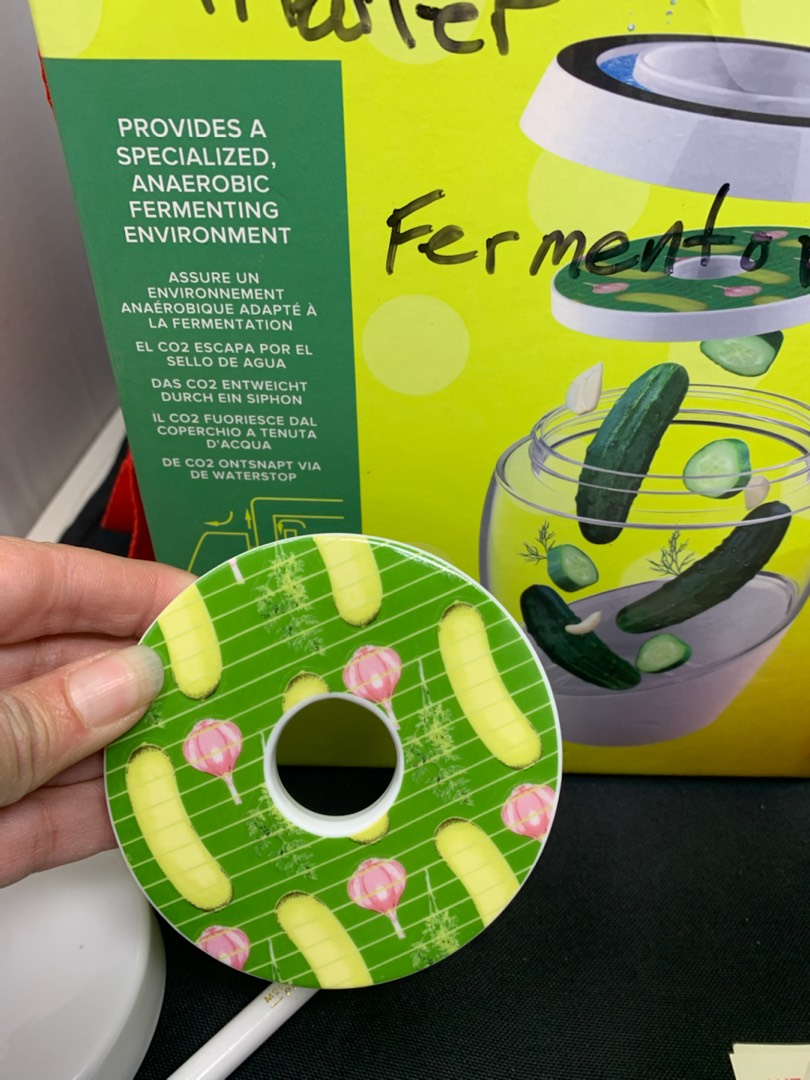 Master
PROVIDES A
SPECIALIZED,
ANAEROBIC
FERMENTING
ENVIRONMENT
Fermento
ASSURE UN
ENVIRONNEMENT
ANAÉROBIQUE ADAPTÉ À
LA FERMENTATION
EL CO2 ESCAPA POR EL
SELLO DE AGUA
DAS CO2 ENTWEICHT
DURCH EIN SIPHON
IL CO2 FUORIESCE DAL
COPERCHIO A TENUTA
D'ACQUA
DE CO2 ONTSNAPT VIA
DE WATERSTOP